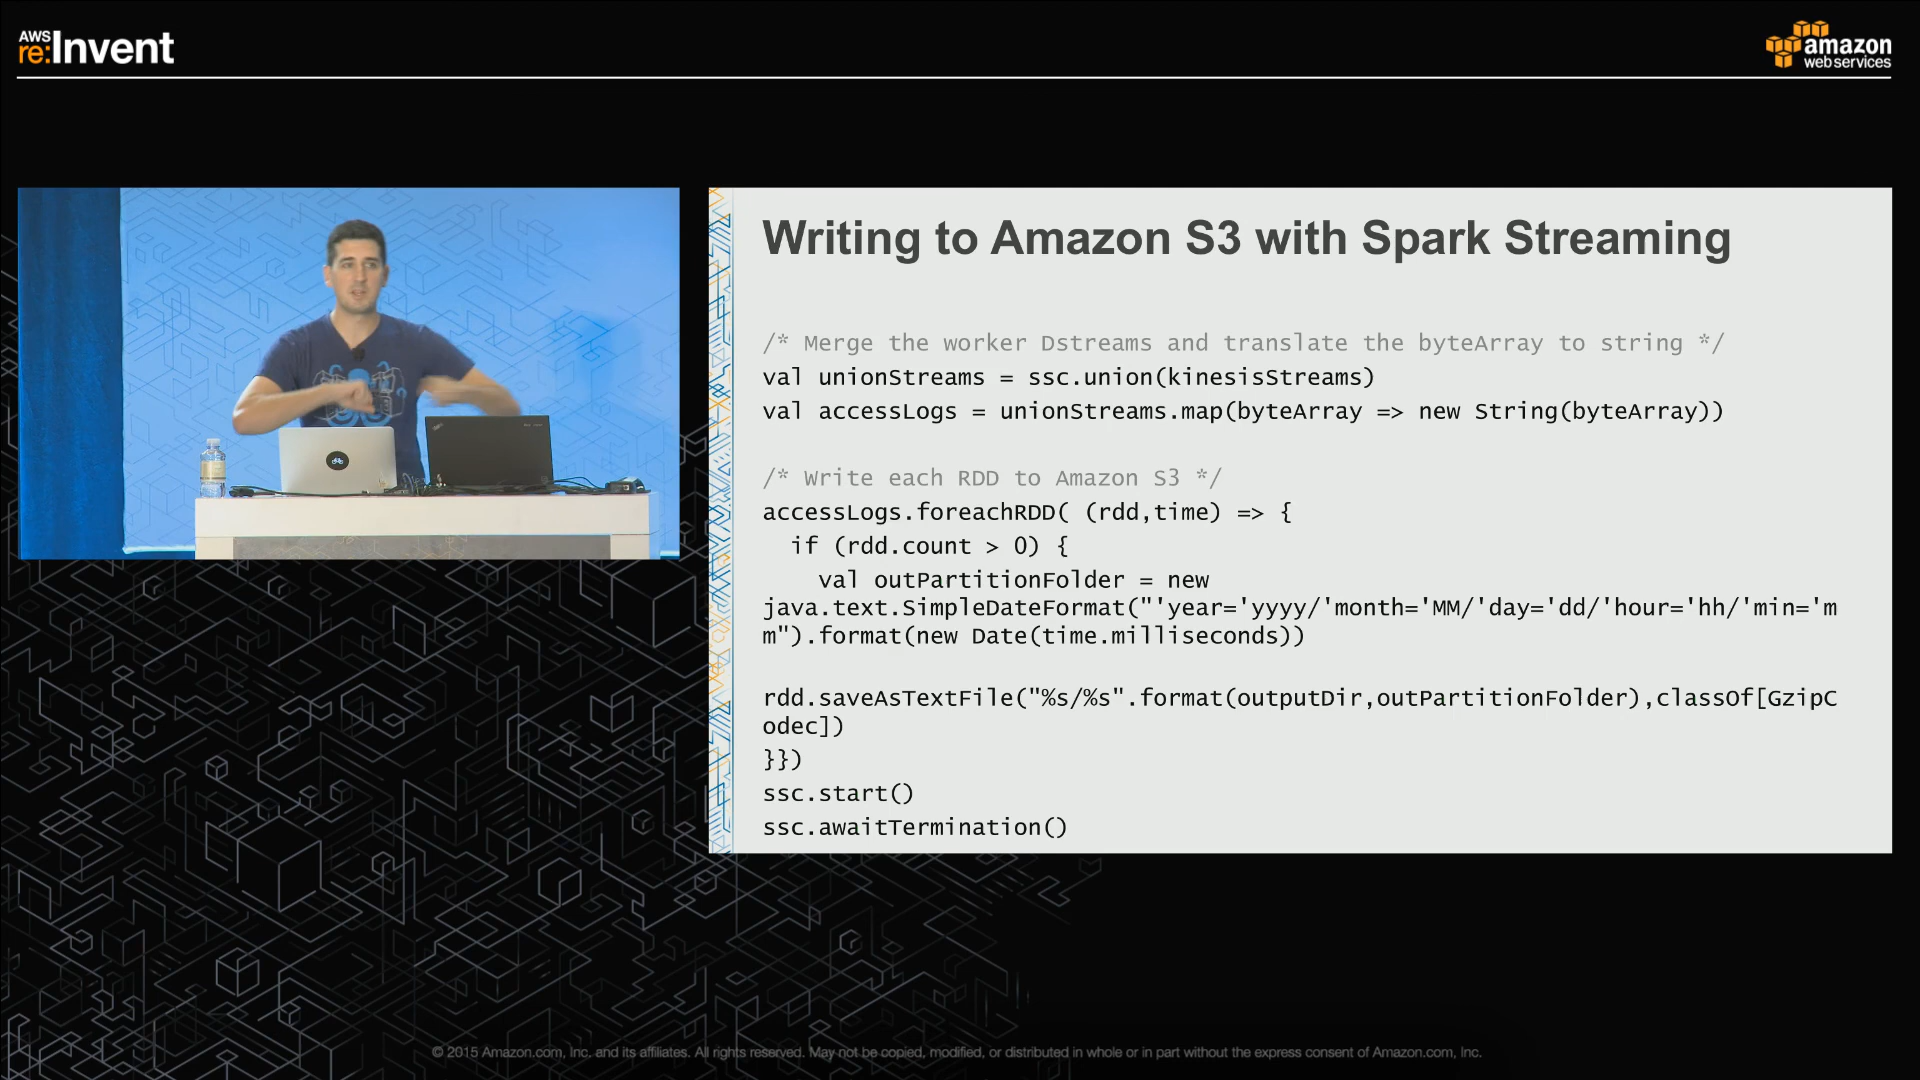 AWS
re:Invent
amazon
web services
Writing to Amazon S3 with Spark Streaming
/* Merge the worker Dstreams and translate the byteArray to string */
val unionStreams = ssc.union(kinesisStreams)
val accessLogs = unionStreams.map(byteArray => new String(byteArray))
/* Write each RDD to Amazon S3 */
accessLogs.foreachRDD( (rdd,time) => {
if (rdd.count > 0) {
val outPartitionFolder = new
java.text.SimpleDateFormat("'year='yyyy/'month='MM/'day='dd/'hour='hh/'min='m
m").format(new Date(time.milliseconds))
rdd.saveAsTextFile("%s/%s".format(outputDir,outPartitionFolder),classOf[GzipC
odec])
}})
ssc.start()
ssc.awaitTermination()
© 2015 Amazon.com, Inc. and its affiliates. All rights reserved. May not be copied, modified, or distributed in whole or in part without the express consent of Amazon.com, Inc.